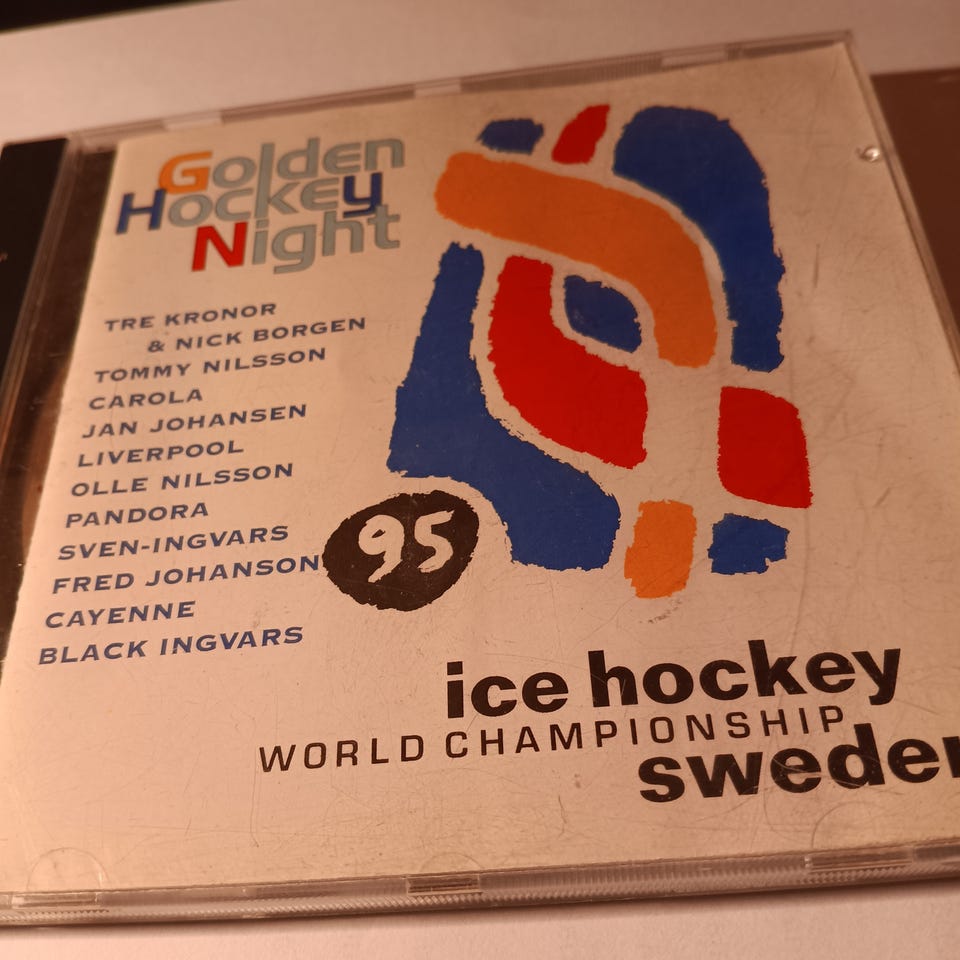 Golden
Hockey
Night
TRE KRONOR
& NICK BORGEN
TOMMY NILSSON
CAROLA
JAN JOHANSEN
LIVERPOOL
OLLE NILSSON
PANDORA
SVEN-INGVARS
FRED JOHANSON
CAYENNE
BLACK INGVARS
95
ice hockey
WORLD CHAMPIONSHIP
sweden